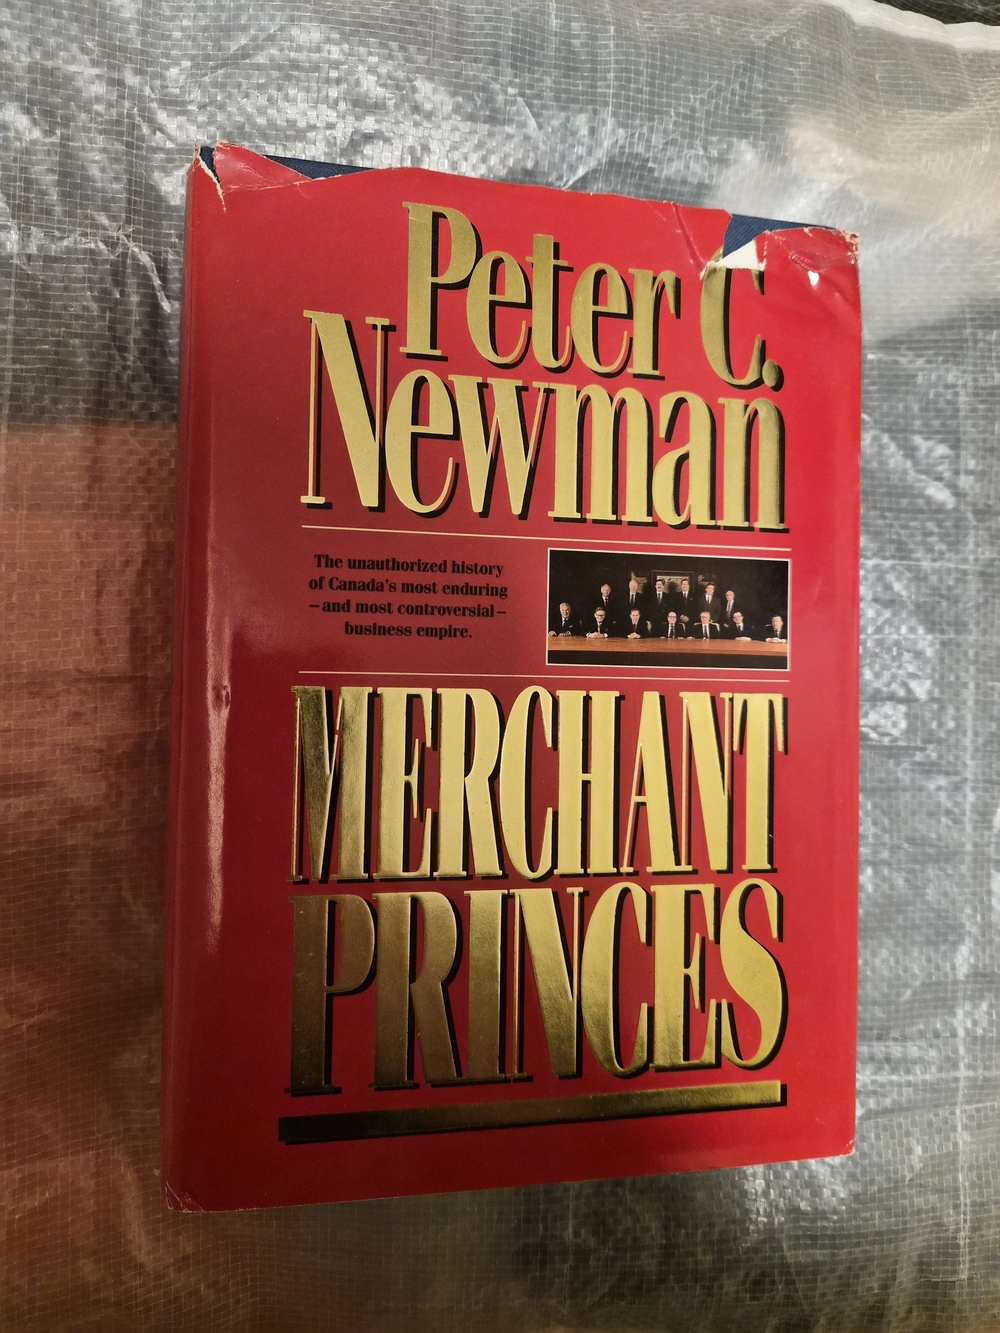 Peter C.
Newman
The unauthorized history
of Canada's most enduring
– and most controversial –
business empire.
MERCHANT
PRINCES